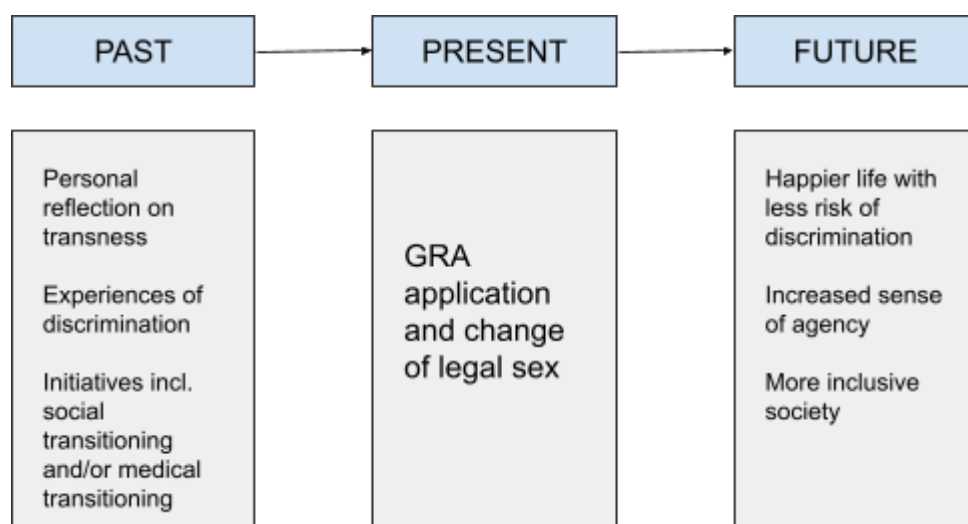 PAST
PRESENT
FUTURE
Personal
reflection on
transness
Experiences of
discrimination
Initiatives incl.
social
transitioning
and/or medical
transitioning
GRA
application
and change
of legal sex
Happier life with
less risk of
discrimination
Increased sense
of agency
More inclusive
society